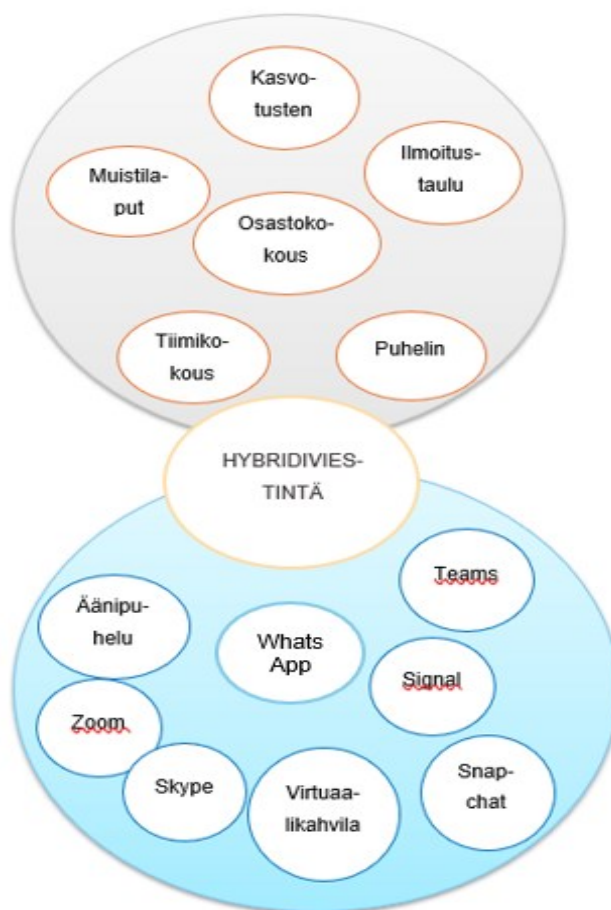 Kasvo-
tusten
Ilmoitus-
taulu
Muistila-
put
Osastoko-
kous
Tiimiko-
kous
Puhelin
HYBRIDIVIES-
TINTÄ
Teams
Äänipu-
helu
Whats
App
Signal
Zoom
Skype
Virtuaa-
likahvila
Snap-
chat